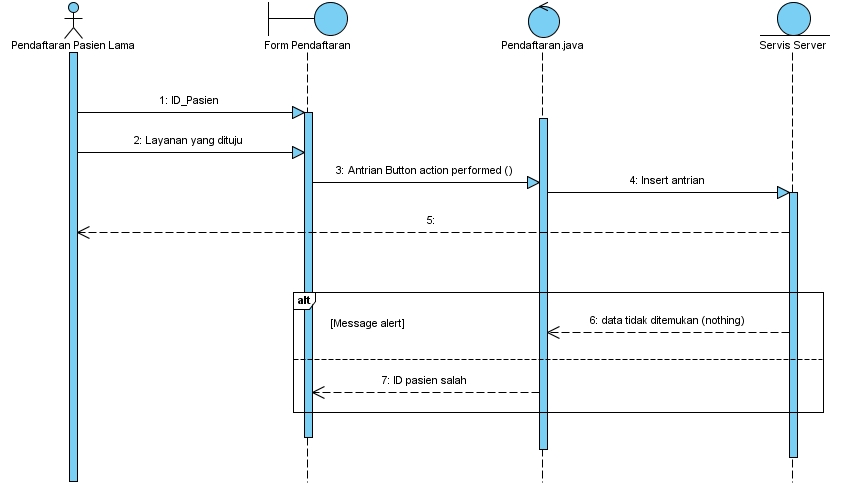 Pendaftaran Pasien Lama
Form Pendaftaran
Pendaftaran.java
Servis Server
1: ID_Pasien
2: Layanan yang dituju
3: Antrian Button action performed ()
4: Insert antrian
5:
alt
[Message alert]
6: data tidak ditemukan (nothing)
7: ID pasien salah